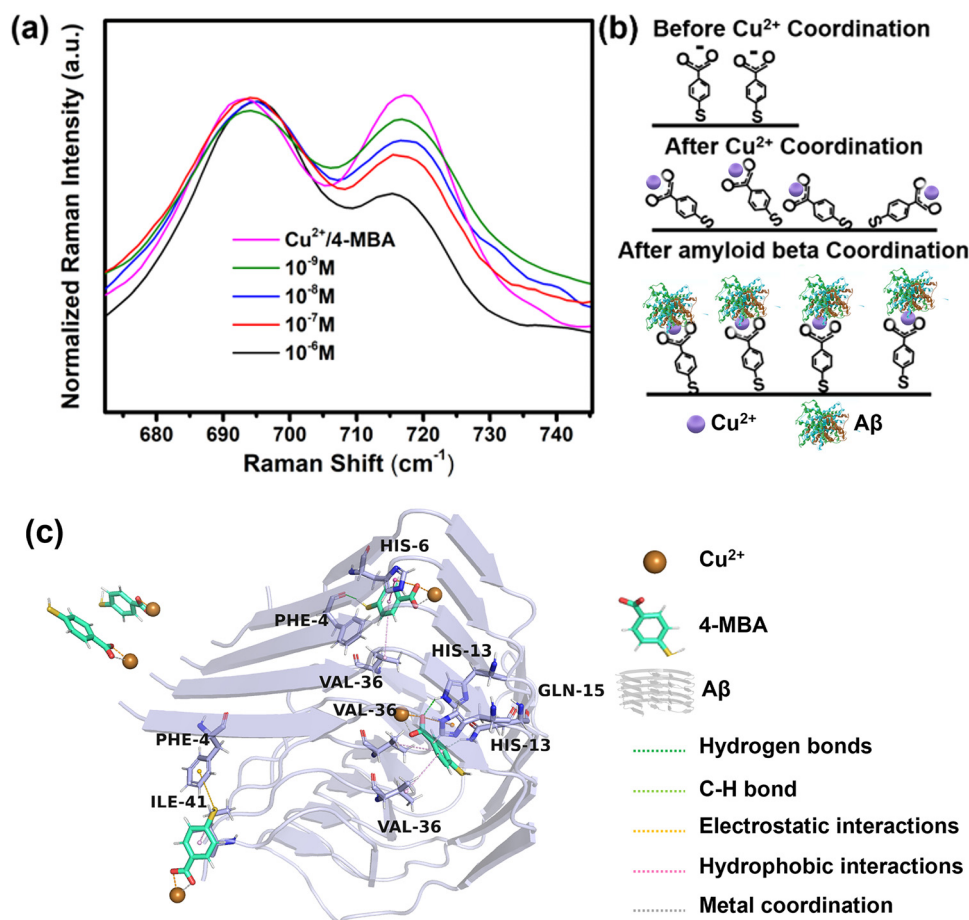 (a)
Normalized Raman Intensity (a.u.)
Cu²⁺/4-MBA
10⁻⁹M
10⁻⁸M
10⁻⁷M
10⁻⁶M
680 690 700 710 720 730 740
Raman Shift (cm⁻¹)
(b)
Before Cu²⁺ Coordination
- -
O O O O
S S
After Cu²⁺ Coordination
O O O O O O O O
S S S S
After amyloid beta Coordination
O O O O O O O O
S S S S
Cu²⁺ Aβ
(c)
HIS-6
PHE-4
HIS-13
VAL-36
GLN-15
VAL-36
PHE-4
HIS-13
ILE-41
VAL-36
Cu²⁺
4-MBA
Aβ
Hydrogen bonds
C-H bond
Electrostatic interactions
Hydrophobic interactions
Metal coordination